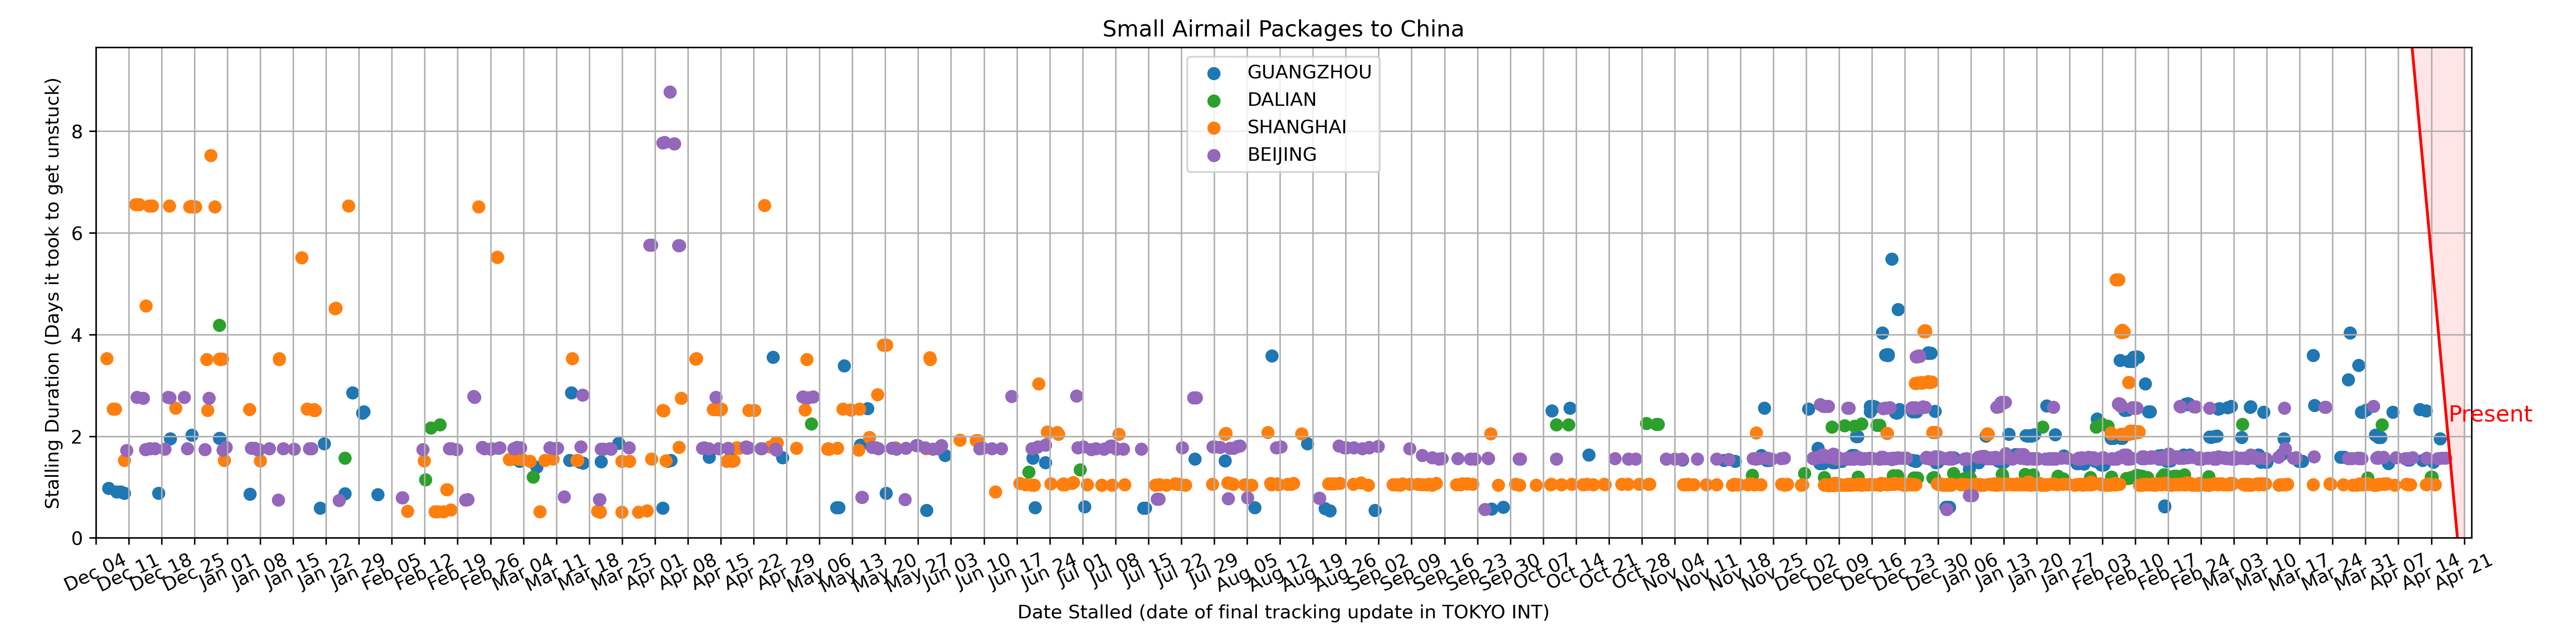 Small Airmail Packages to China
Stalling Duration (Days it took to get unstuck)
8
6
4
2
0
GUANGZHOU
DALIAN
SHANGHAI
BEIJING
Present
Dec 04 Dec 11 Dec 18 Dec 25 Jan 01 Jan 08 Jan 15 Jan 22 Jan 29 Feb 05 Feb 12 Feb 19 Feb 26 Mar 04 Mar 11 Mar 18 Mar 25 Apr 01 Apr 08 Apr 15 Apr 22 Apr 29 May 06 May 13 May 20 May 27 Jun 03 Jun 10 Jun 17 Jun 24 Jul 01 Jul 08 Jul 15 Jul 22 Jul 29 Aug 05 Aug 12 Aug 19 Aug 26 Sep 02 Sep 09 Sep 16 Sep 23 Sep 30 Oct 07 Oct 14 Oct 21 Oct 28 Nov 04 Nov 11 Nov 18 Nov 25 Dec 02 Dec 09 Dec 16 Dec 23 Dec 30 Jan 06 Jan 13 Jan 20 Jan 27 Feb 03 Feb 10 Feb 17 Feb 24 Mar 03 Mar 10 Mar 17 Mar 24 Mar 31 Apr 07 Apr 14 Apr 21
Date Stalled (date of final tracking update in TOKYO INT)